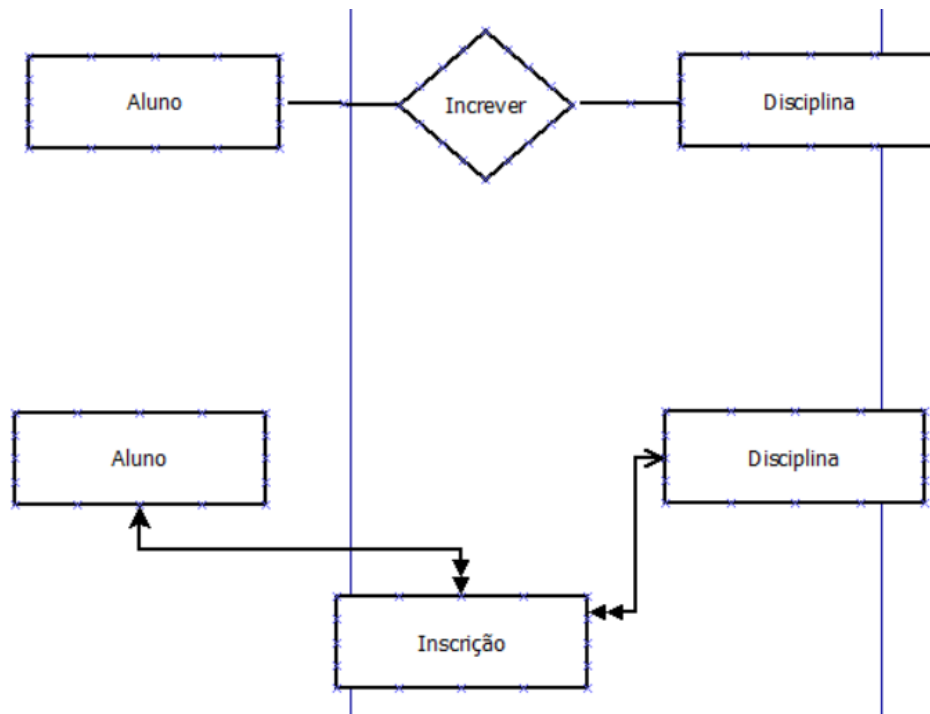 Aluno
Increver
Disciplina
Aluno
Disciplina
Inscrição